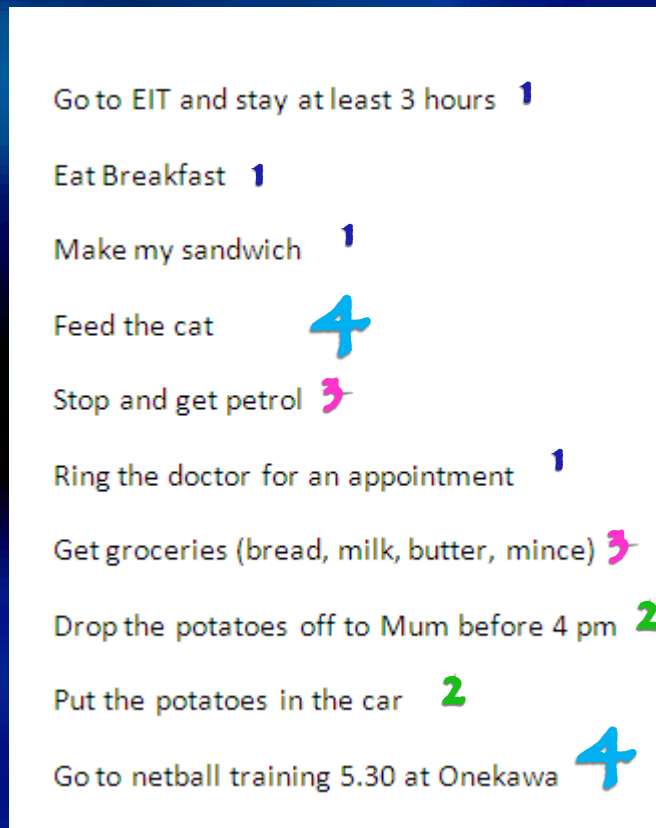 Go to EIT and stay at least 3 hours 1
Eat Breakfast 1
Make my sandwich 1
Feed the cat 4
Stop and get petrol 3
Ring the doctor for an appointment 1
Get groceries (bread, milk, butter, mince) 3
Drop the potatoes off to Mum before 4 pm 2
Put the potatoes in the car 2
Go to netball training 5.30 at Onekawa 4